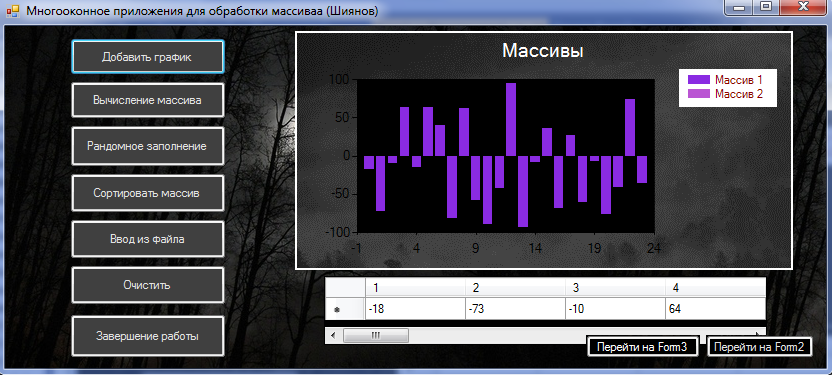 Многооконное приложения для обработки массиваа (Шиянов)
Добавить график
Вычисление массива
Рандомное заполнение
Сортировать массив
Ввод из файла
Очистить
Завершение работы
Массивы
Массив 1
Массив 2
100
50
0
-50
-100
-1 4 9 14 19 24
1 2 3 4
* -18 -73 -10 64
Перейти на Form3 Перейти на Form2